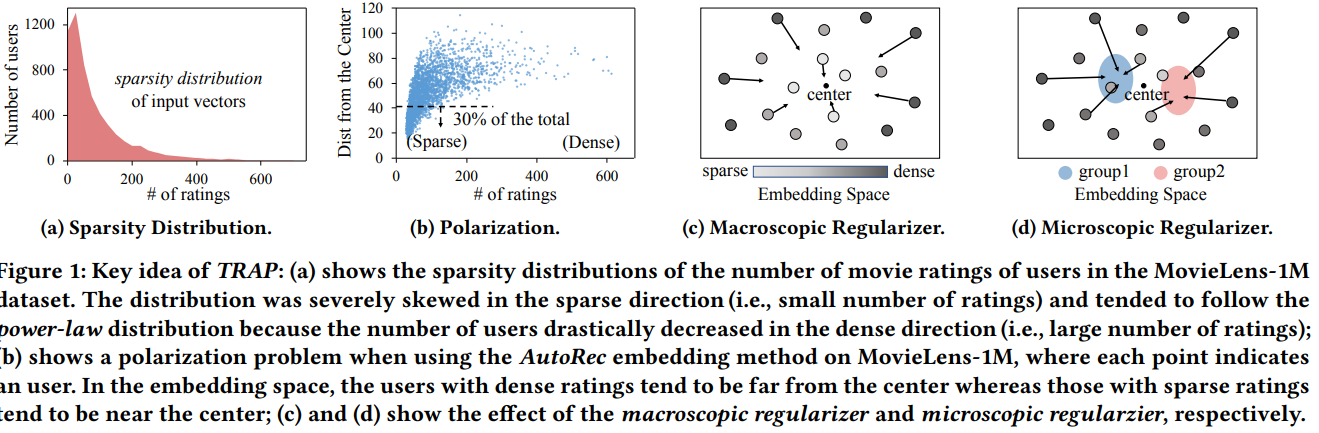 1200
800
400
0
0
200
400
600
Number of users
# of ratings
sparsity distribution
of input vectors
(a) Sparsity Distribution.
120
100
80
60
40
20
0
0
200
400
600
Dist from the Center
# of ratings
30% of the total
(Sparse)
(Dense)
(b) Polarization.
center
sparse
dense
Embedding Space
(c) Macroscopic Regularizer.
center
group1
group2
Embedding Space
(d) Microscopic Regularizer.
Figure 1: Key idea of TRAP: (a) shows the sparsity distributions of the number of movie ratings of users in the MovieLens-1M
dataset. The distribution was severely skewed in the sparse direction (i.e., small number of ratings) and tended to follow the
power-law distribution because the number of users drastically decreased in the dense direction (i.e., large number of ratings);
(b) shows a polarization problem when using the AutoRec embedding method on MovieLens-1M, where each point indicates
an user. In the embedding space, the users with dense ratings tend to be far from the center whereas those with sparse ratings
tend to be near the center; (c) and (d) show the effect of the macroscopic regularizer and microscopic regularzier, respectively.